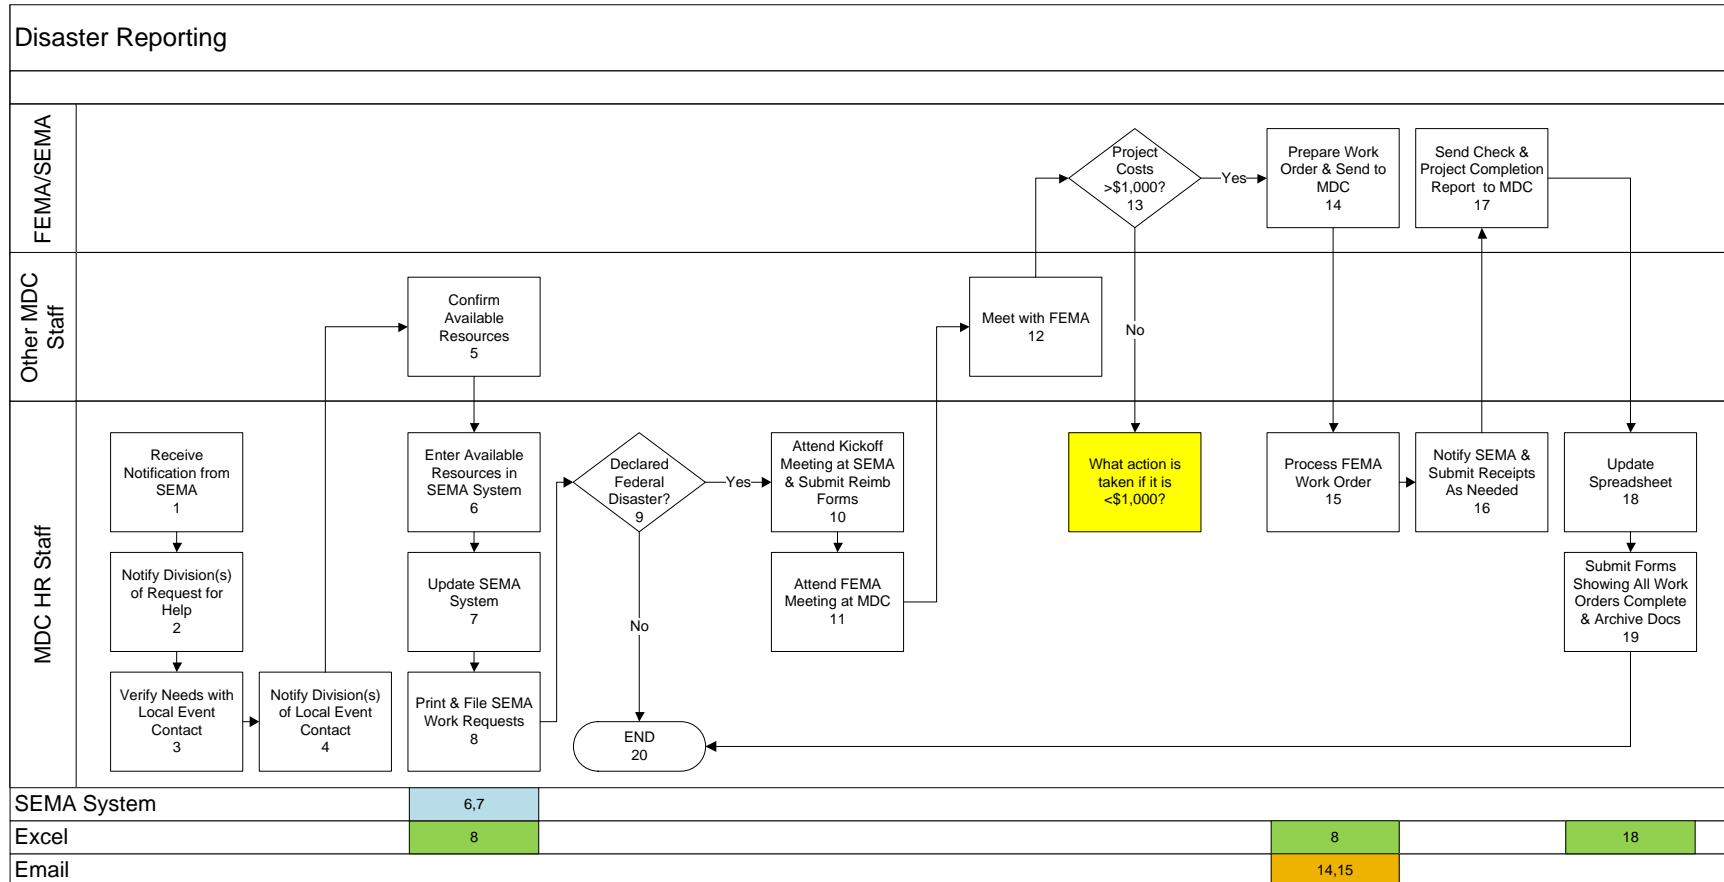 Disaster Reporting
FEMA/SEMA
Project
Costs
>$1,000?
13
Yes
Prepare Work
Order & Send to
MDC
14
Send Check &
Project Completion
Report to MDC
17
Other MDC
Staff
Confirm
Available
Resources
5
Meet with FEMA
12
No
MDC HR Staff
Receive
Notification from
SEMA
1
Notify Division(s)
of Request for
Help
2
Verify Needs with
Local Event
Contact
3
Notify Division(s)
of Local Event
Contact
4
Enter Available
Resources in
SEMA System
6
Update SEMA
System
7
Print & File SEMA
Work Requests
8
Declared
Federal
Disaster?
9
Yes
No
END
20
Attend Kickoff
Meeting at SEMA
& Submit Reimb
Forms
10
Attend FEMA
Meeting at MDC
11
What action is
taken if it is
<$1,000?
Process FEMA
Work Order
15
Notify SEMA &
Submit Receipts
As Needed
16
Update
Spreadsheet
18
Submit Forms
Showing All Work
Orders Complete
& Archive Docs
19
SEMA System
6,7
Excel
8
8
18
Email
14,15